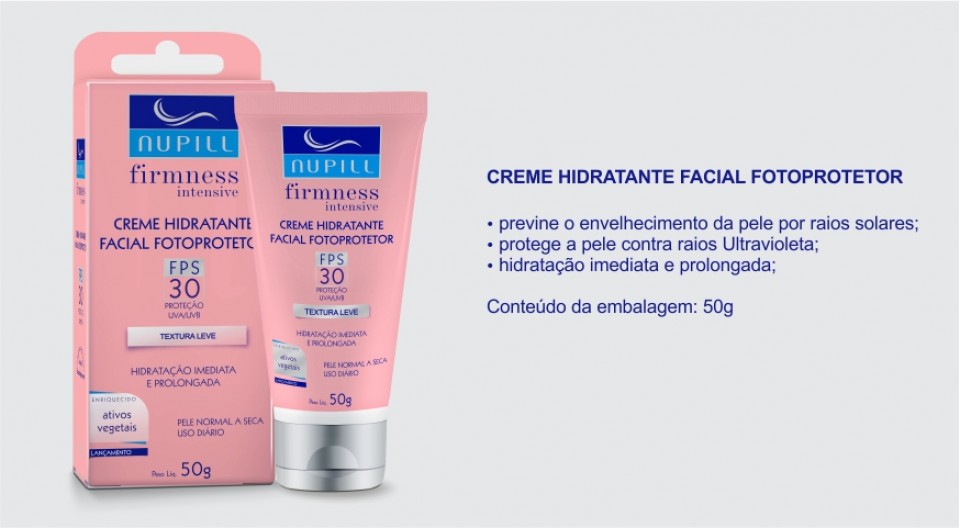 NUPILL
firmness
intensive
CREME HIDRATANTE
FACIAL FOTOPROTETO
FPS
30
PROTEÇÃO
UVA/UVB
TEXTURA LEVE
HIDRATAÇÃO IMEDIATA
E PROLONGADA
ENRIQUECIDO
ativos
vegetais
LANÇAMENTO
PELE NORMAL A SECA
USO DIÁRIO
Peso Líq. 50g
NUPILL
firmness
intensive
CREME HIDRATANTE
FACIAL FOTOPROTETOR
FPS
30
PROTEÇÃO
UVA/UVB
TEXTURA LEVE
HIDRATAÇÃO IMEDIATA
E PROLONGADA
ativos
vegetais
PELE NORMAL A SECA
USO DIÁRIO
Peso Líq. 50g
CREME HIDRATANTE FACIAL FOTOPROTETOR
• previne o envelhecimento da pele por raios solares;
• protege a pele contra raios Ultravioleta;
• hidratação imediata e prolongada;
Conteúdo da embalagem: 50g